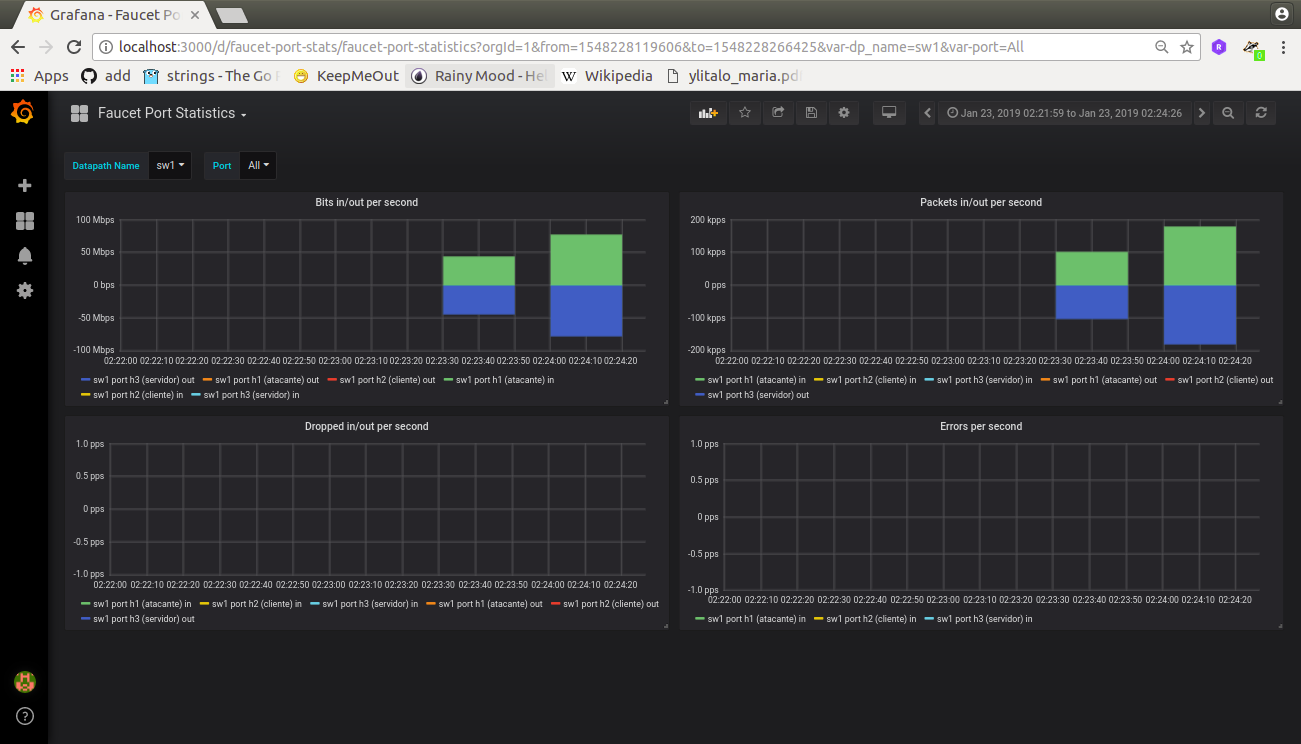 Grafana - Faucet Po
localhost:3000/d/faucet-port-stats/faucet-port-statistics?orgId=1&from=1548228119606&to=1548228266425&var-dp_name=sw1&var-port=All
R
0
Apps add strings - The Go KeepMeOut Rainy Mood - Hel W Wikipedia ylitalo_maria.pd
Faucet Port Statistics
Jan 23, 2019 02:21:59 to Jan 23, 2019 02:24:26
Datapath Name sw1 Port All
Bits in/out per second
100 Mbps
50 Mbps
0 bps
-50 Mbps
-100 Mbps
02:22:00 02:22:10 02:22:20 02:22:30 02:22:40 02:22:50 02:23:00 02:23:10 02:23:20 02:23:30 02:23:40 02:23:50 02:24:00 02:24:10 02:24:20
sw1 port h3 (servidor) out sw1 port h1 (atacante) out sw1 port h2 (cliente) out sw1 port h1 (atacante) in
sw1 port h2 (cliente) in sw1 port h3 (servidor) in
Packets in/out per second
200 kpps
100 kpps
0 pps
-100 kpps
-200 kpps
02:22:00 02:22:10 02:22:20 02:22:30 02:22:40 02:22:50 02:23:00 02:23:10 02:23:20 02:23:30 02:23:40 02:23:50 02:24:00 02:24:10 02:24:20
sw1 port h1 (atacante) in sw1 port h2 (cliente) in sw1 port h3 (servidor) in sw1 port h1 (atacante) out sw1 port h2 (cliente) out
sw1 port h3 (servidor) out
Dropped in/out per second
1.0 pps
0.5 pps
0 pps
-0.5 pps
-1.0 pps
02:22:00 02:22:10 02:22:20 02:22:30 02:22:40 02:22:50 02:23:00 02:23:10 02:23:20 02:23:30 02:23:40 02:23:50 02:24:00 02:24:10 02:24:20
sw1 port h1 (atacante) in sw1 port h2 (cliente) in sw1 port h3 (servidor) in sw1 port h1 (atacante) out sw1 port h2 (cliente) out
sw1 port h3 (servidor) out
Errors per second
1.0 pps
0.5 pps
0 pps
-0.5 pps
-1.0 pps
02:22:00 02:22:10 02:22:20 02:22:30 02:22:40 02:22:50 02:23:00 02:23:10 02:23:20 02:23:30 02:23:40 02:23:50 02:24:00 02:24:10 02:24:20
sw1 port h1 (atacante) in sw1 port h2 (cliente) in sw1 port h3 (servidor) in